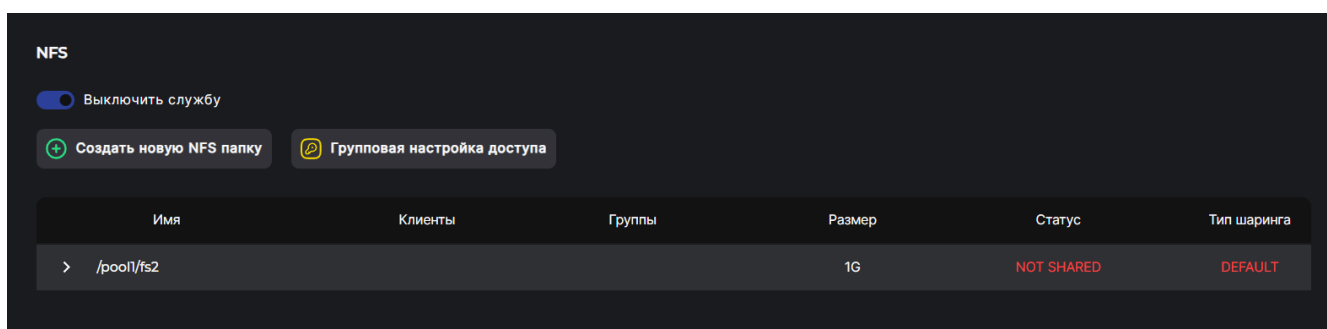 NFS
Выключить службу
Создать новую NFS папку Групповая настройка доступа
Имя Клиенты Группы Размер Статус Тип шаринга
/pool1/fs2 1G NOT SHARED DEFAULT